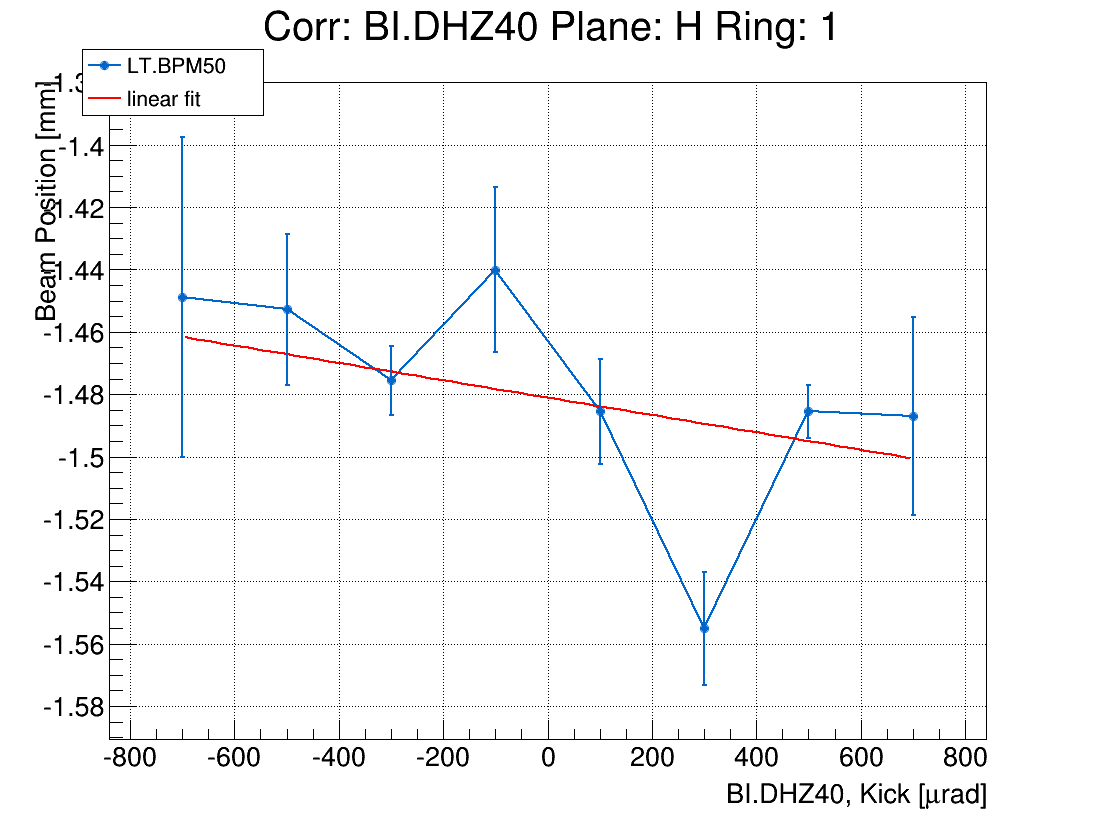 Corr: BI.DHZ40 Plane: H Ring: 1
LT.BPM50
linear fit
Beam Position [mm]
-1.4
-1.42
-1.44
-1.46
-1.48
-1.5
-1.52
-1.54
-1.56
-1.58
-800 -600 -400 -200 0 200 400 600 800
BI.DHZ40, Kick [μrad]